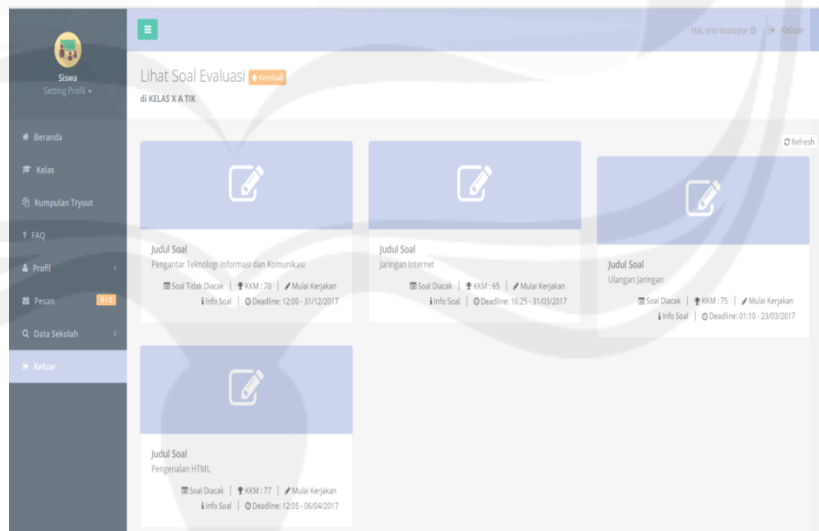 Siswa
Setting Profil
Beranda
Kelas
Kumpulan Tryout
? FAQ
Profil
Pesan
Data Sekolah
Keluar
Hai, eno mansyur
Keluar
Lihat Soal Evaluasi Kembali
di KELAS X A TIK
Refresh
Judul Soal
Pengantar Teknologi Informasi dan Komunikasi
Soal Tidak Diacak | KKM : 70 | Mulai Kerjakan
Info Soal | Deadline: 12:00 - 31/12/2017
Judul Soal
Jaringan Internet
Soal Diacak | KKM : 65 | Mulai Kerjakan
Info Soal | Deadline: 16:25 - 31/03/2017
Judul Soal
Ulangan Jaringan
Soal Diacak | KKM : 75 | Mulai Kerjakan
Info Soal | Deadline: 01:10 - 23/03/2017
Judul Soal
Pengenalan HTML
Soal Diacak | KKM : 77 | Mulai Kerjakan
Info Soal | Deadline: 12:05 - 06/04/2017